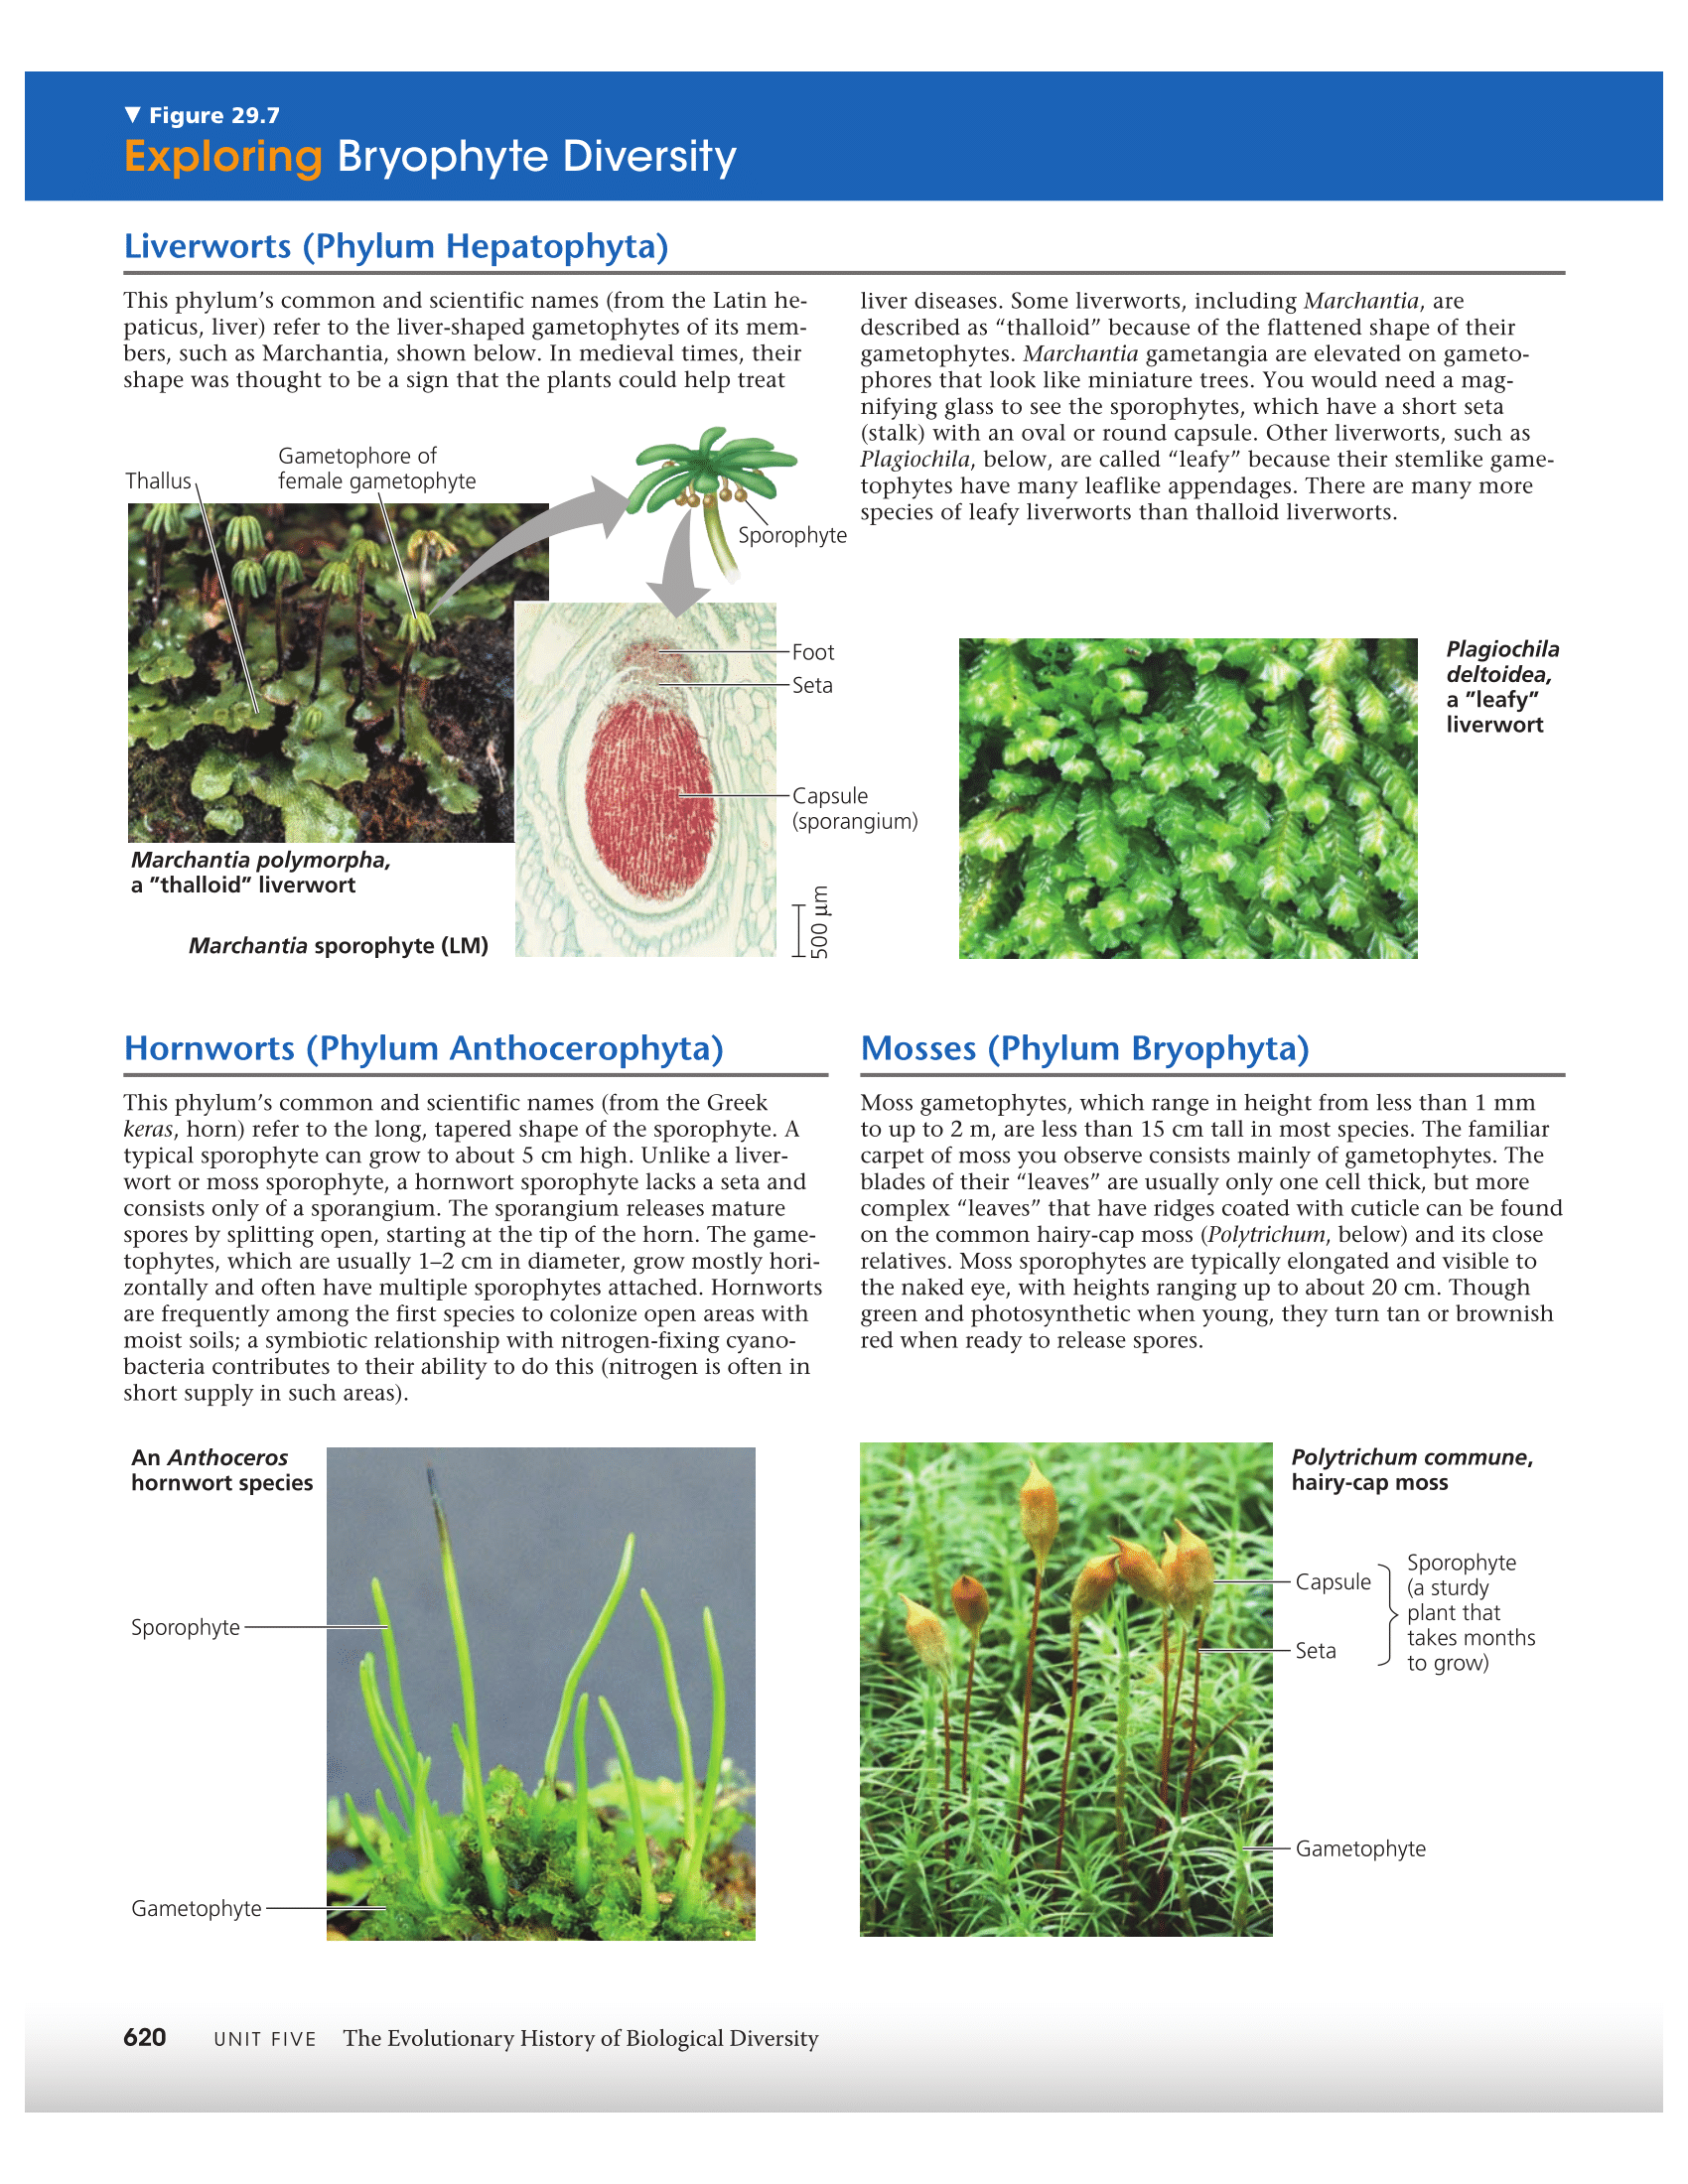 ▼ Figure 29.7
Exploring Bryophyte Diversity
Liverworts (Phylum Hepatophyta)
This phylum’s common and scientific names (from the Latin he-
paticus, liver) refer to the liver-shaped gametophytes of its mem-
bers, such as Marchantia, shown below. In medieval times, their
shape was thought to be a sign that the plants could help treat
liver diseases. Some liverworts, including Marchantia, are
described as “thalloid” because of the flattened shape of their
gametophytes. Marchantia gametangia are elevated on gameto-
phores that look like miniature trees. You would need a mag-
nifying glass to see the sporophytes, which have a short seta
(stalk) with an oval or round capsule. Other liverworts, such as
Plagiochila, below, are called “leafy” because their stemlike game-
tophytes have many leaflike appendages. There are many more
species of leafy liverworts than thalloid liverworts.
Thallus
Gametophore of
female gametophyte
Sporophyte
Foot
Seta
Capsule
(sporangium)
500 μm
Marchantia polymorpha,
a ”thalloid” liverwort
Marchantia sporophyte (LM)
Plagiochila
deltoidea,
a ”leafy”
liverwort
Hornworts (Phylum Anthocerophyta)
This phylum’s common and scientific names (from the Greek
keras, horn) refer to the long, tapered shape of the sporophyte. A
typical sporophyte can grow to about 5 cm high. Unlike a liver-
wort or moss sporophyte, a hornwort sporophyte lacks a seta and
consists only of a sporangium. The sporangium releases mature
spores by splitting open, starting at the tip of the horn. The game-
tophytes, which are usually 1–2 cm in diameter, grow mostly hori-
zontally and often have multiple sporophytes attached. Hornworts
are frequently among the first species to colonize open areas with
moist soils; a symbiotic relationship with nitrogen-fixing cyano-
bacteria contributes to their ability to do this (nitrogen is often in
short supply in such areas).
An Anthoceros
hornwort species
Sporophyte
Gametophyte
Mosses (Phylum Bryophyta)
Moss gametophytes, which range in height from less than 1 mm
to up to 2 m, are less than 15 cm tall in most species. The familiar
carpet of moss you observe consists mainly of gametophytes. The
blades of their “leaves” are usually only one cell thick, but more
complex “leaves” that have ridges coated with cuticle can be found
on the common hairy-cap moss (Polytrichum, below) and its close
relatives. Moss sporophytes are typically elongated and visible to
the naked eye, with heights ranging up to about 20 cm. Though
green and photosynthetic when young, they turn tan or brownish
red when ready to release spores.
Polytrichum commune,
hairy-cap moss
Capsule
Seta
Sporophyte
(a sturdy
plant that
takes months
to grow)
Gametophyte
620 UNIT FIVE The Evolutionary History of Biological Diversity